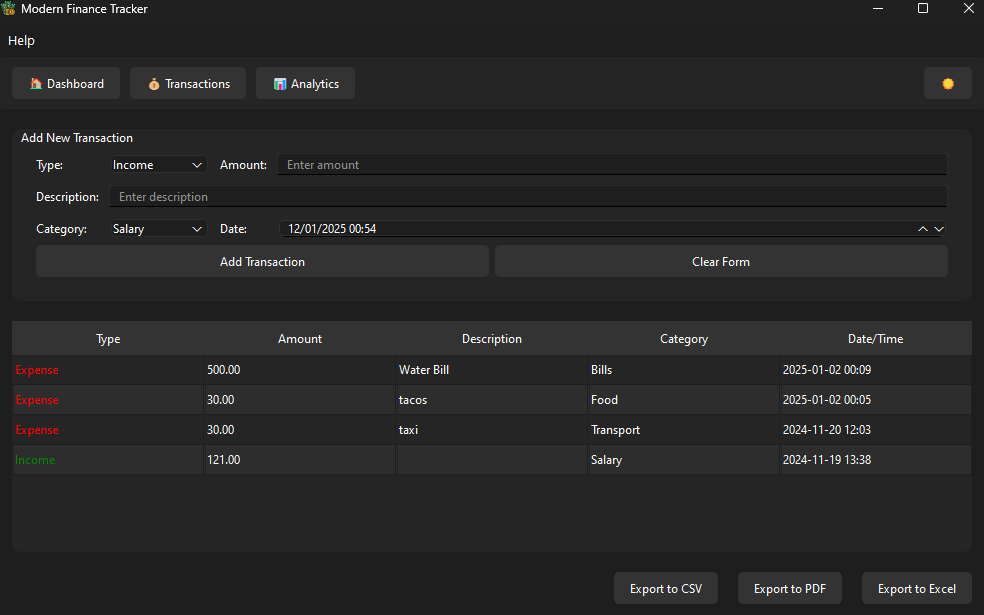 Modern Finance Tracker
Help
Dashboard Transactions Analytics
Add New Transaction
Type: Income Amount: Enter amount
Description: Enter description
Category: Salary Date: 12/01/2025 00:54
Add Transaction Clear Form
Type Amount Description Category Date/Time
Expense 500.00 Water Bill Bills 2025-01-02 00:09
Expense 30.00 tacos Food 2025-01-02 00:05
Expense 30.00 taxi Transport 2024-11-20 12:03
Income 121.00 Salary 2024-11-19 13:38
Export to CSV Export to PDF Export to Excel